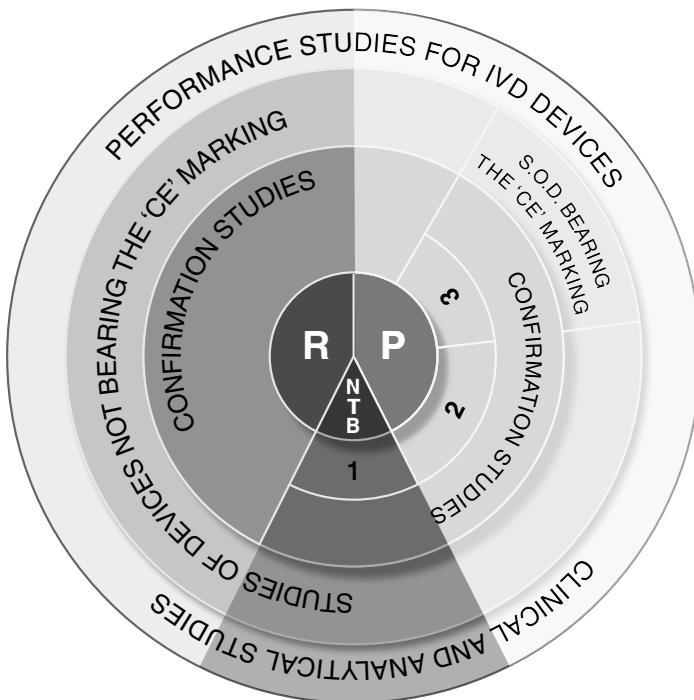 PERFORMANCE STUDIES FOR IVD DEVICES
CLINICAL AND ANALYTICAL STUDIES
STUDIES OF DEVICES NOT BEARING THE ‘CE’ MARKING
S.O.D. BEARING
THE ‘CE’ MARKING
CONFIRMATION STUDIES
CONFIRMATION STUDIES
R
P
N
T
B
1
2
3